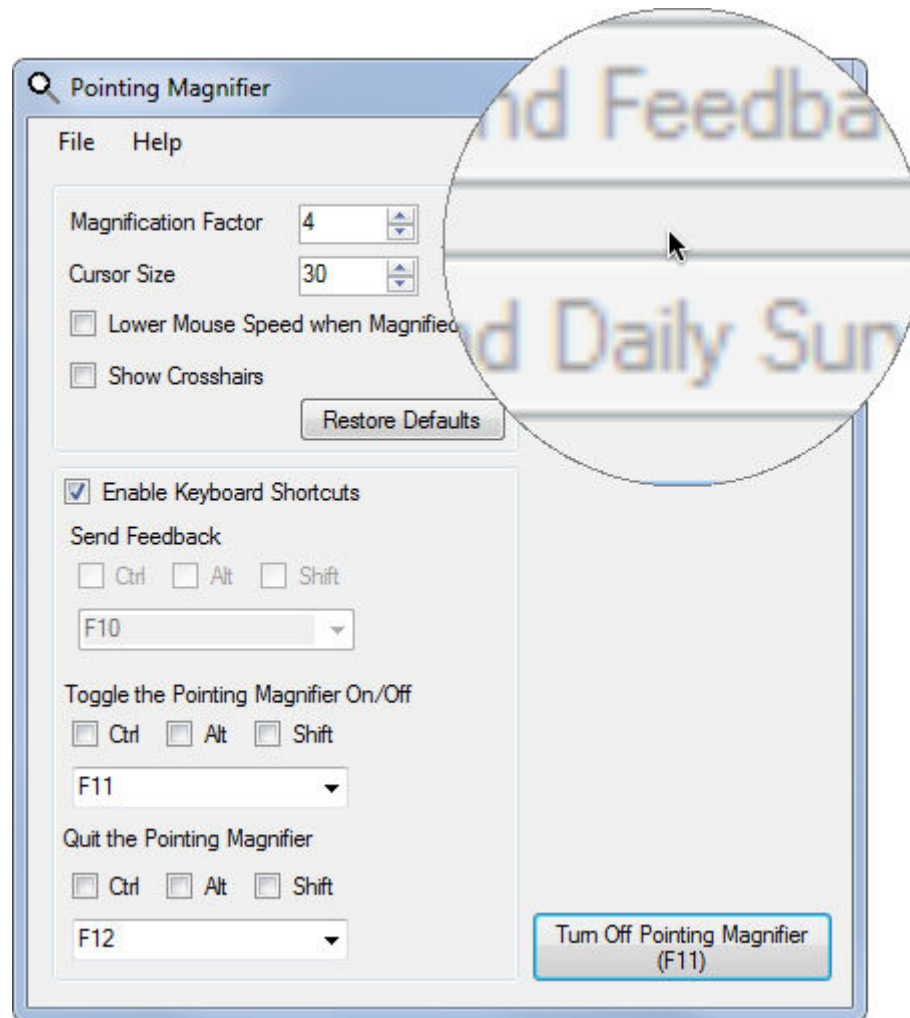 Pointing Magnifier
File Help
nd Feedba
Magnification Factor 4
Cursor Size 30
Lower Mouse Speed when Magnified
d Daily Sum
Show Crosshairs
Restore Defaults
Enable Keyboard Shortcuts
Send Feedback
Ctrl Alt Shift
F10
Toggle the Pointing Magnifier On/Off
Ctrl Alt Shift
F11
Quit the Pointing Magnifier
Ctrl Alt Shift
F12
Turn Off Pointing Magnifier
(F11)